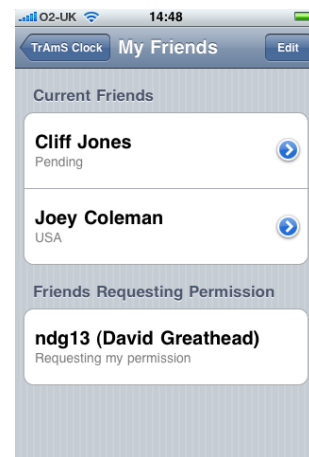 O2-UK 14:48
TrAmS Clock My Friends Edit
Current Friends
Cliff Jones
Pending
Joey Coleman
USA
Friends Requesting Permission
ndg13 (David Greathead)
Requesting my permission